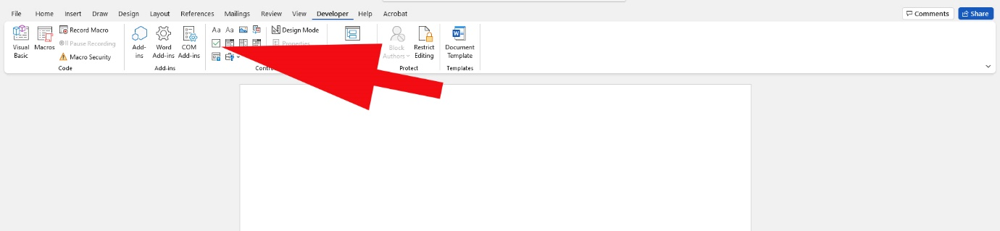 File Home Insert Draw Design Layout References Mailings Review View Developer Help Acrobat
Comments Share
Visual Basic
Macros
Record Macro
Pause Recording
Macro Security
Code
Add-ins
Word Add-ins
COM Add-ins
Add-ins
Aa Aa
Design Mode
Properties
Block Authors
Restrict Editing
Protect
Document Template
Templates